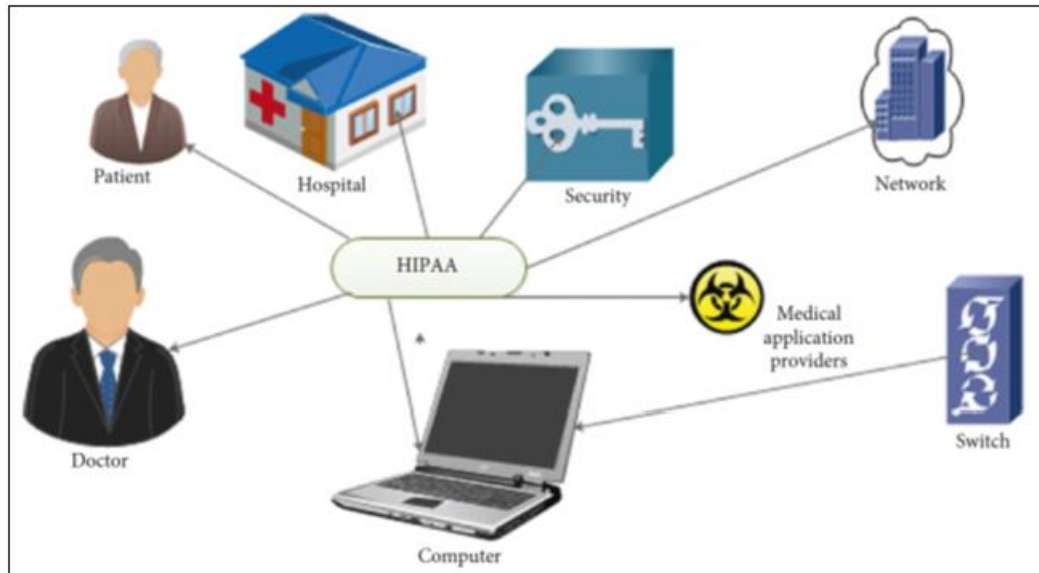 Patient
Hospital
Security
Network
HIPAA
Medical
application
providers
Doctor
Switch
Computer